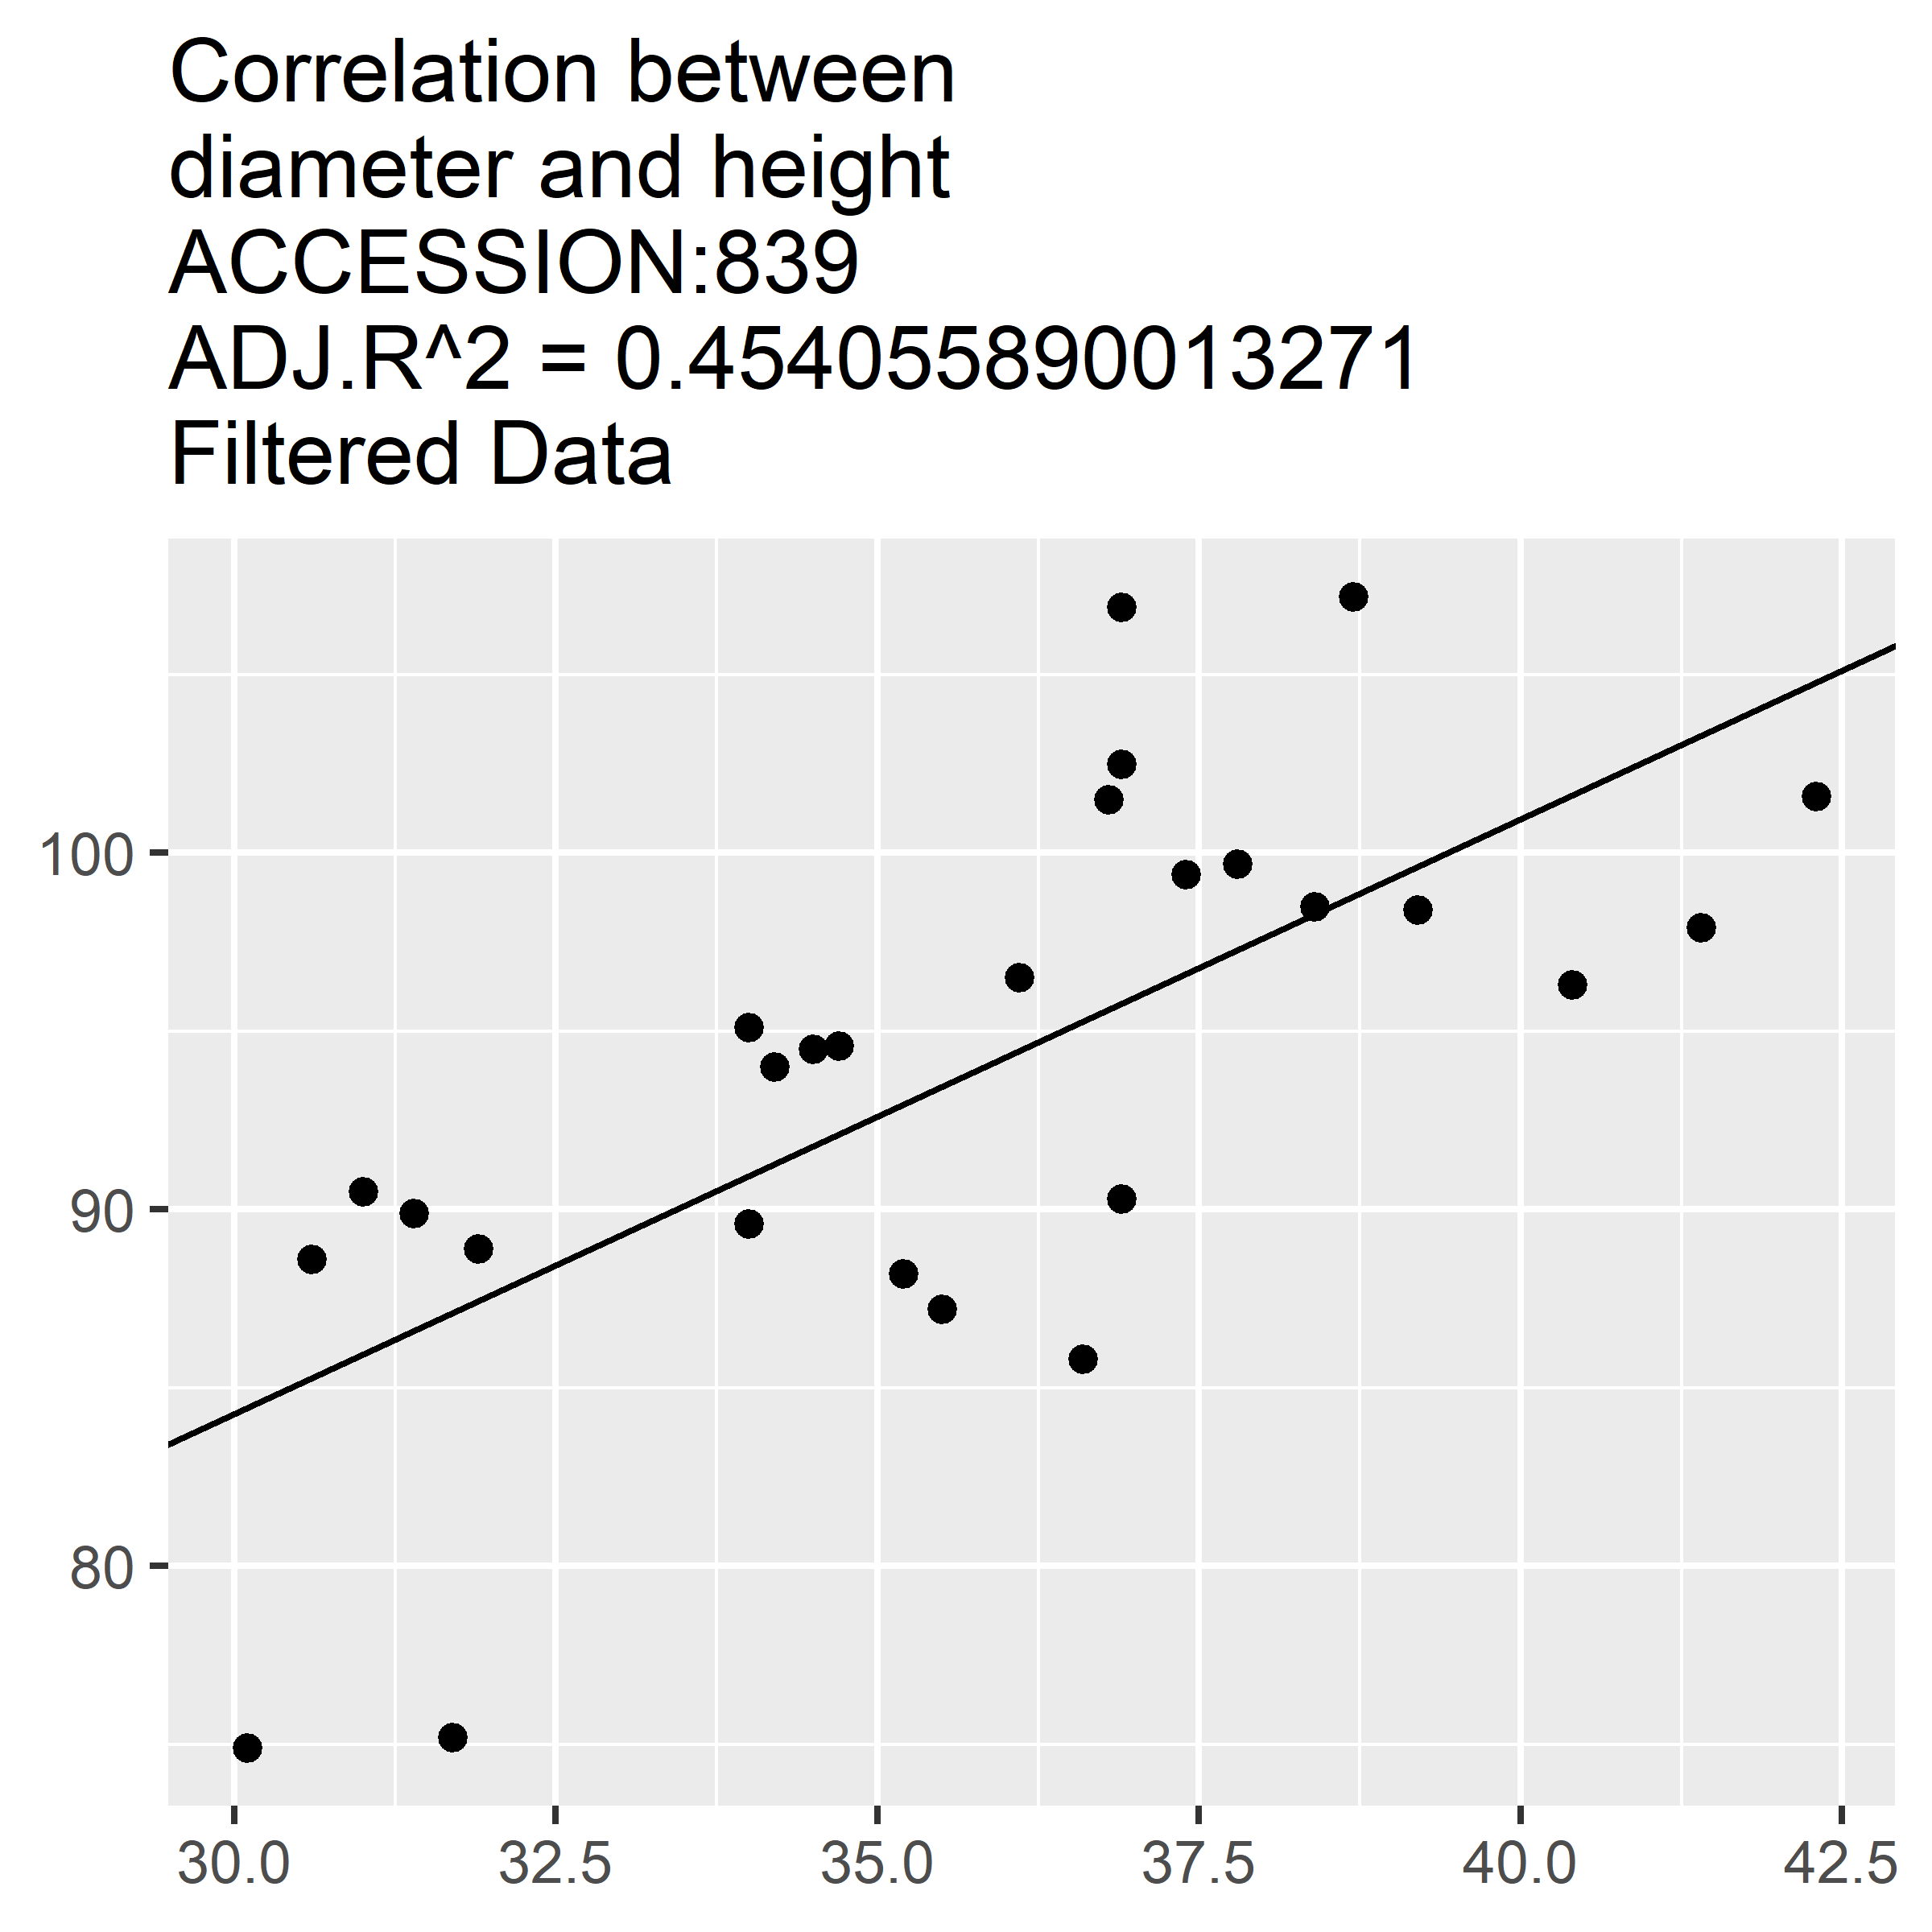 Correlation between
diameter and height
ACCESSION:839
ADJ.R^2 = 0.454055890013271
Filtered Data
100
90
80
30.0 32.5 35.0 37.5 40.0 42.5